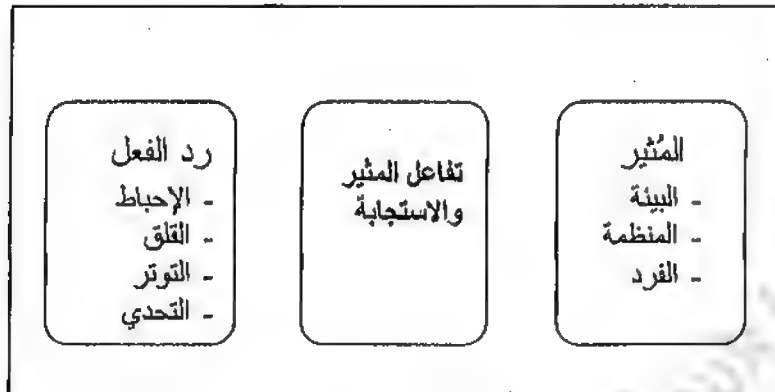 المُثير
- البيئة
- المنظمة
- الفرد
تفاعل المثير
والاستجابة
رد الفعل
- الإحباط
- القلق
- التوتر
- التحدي